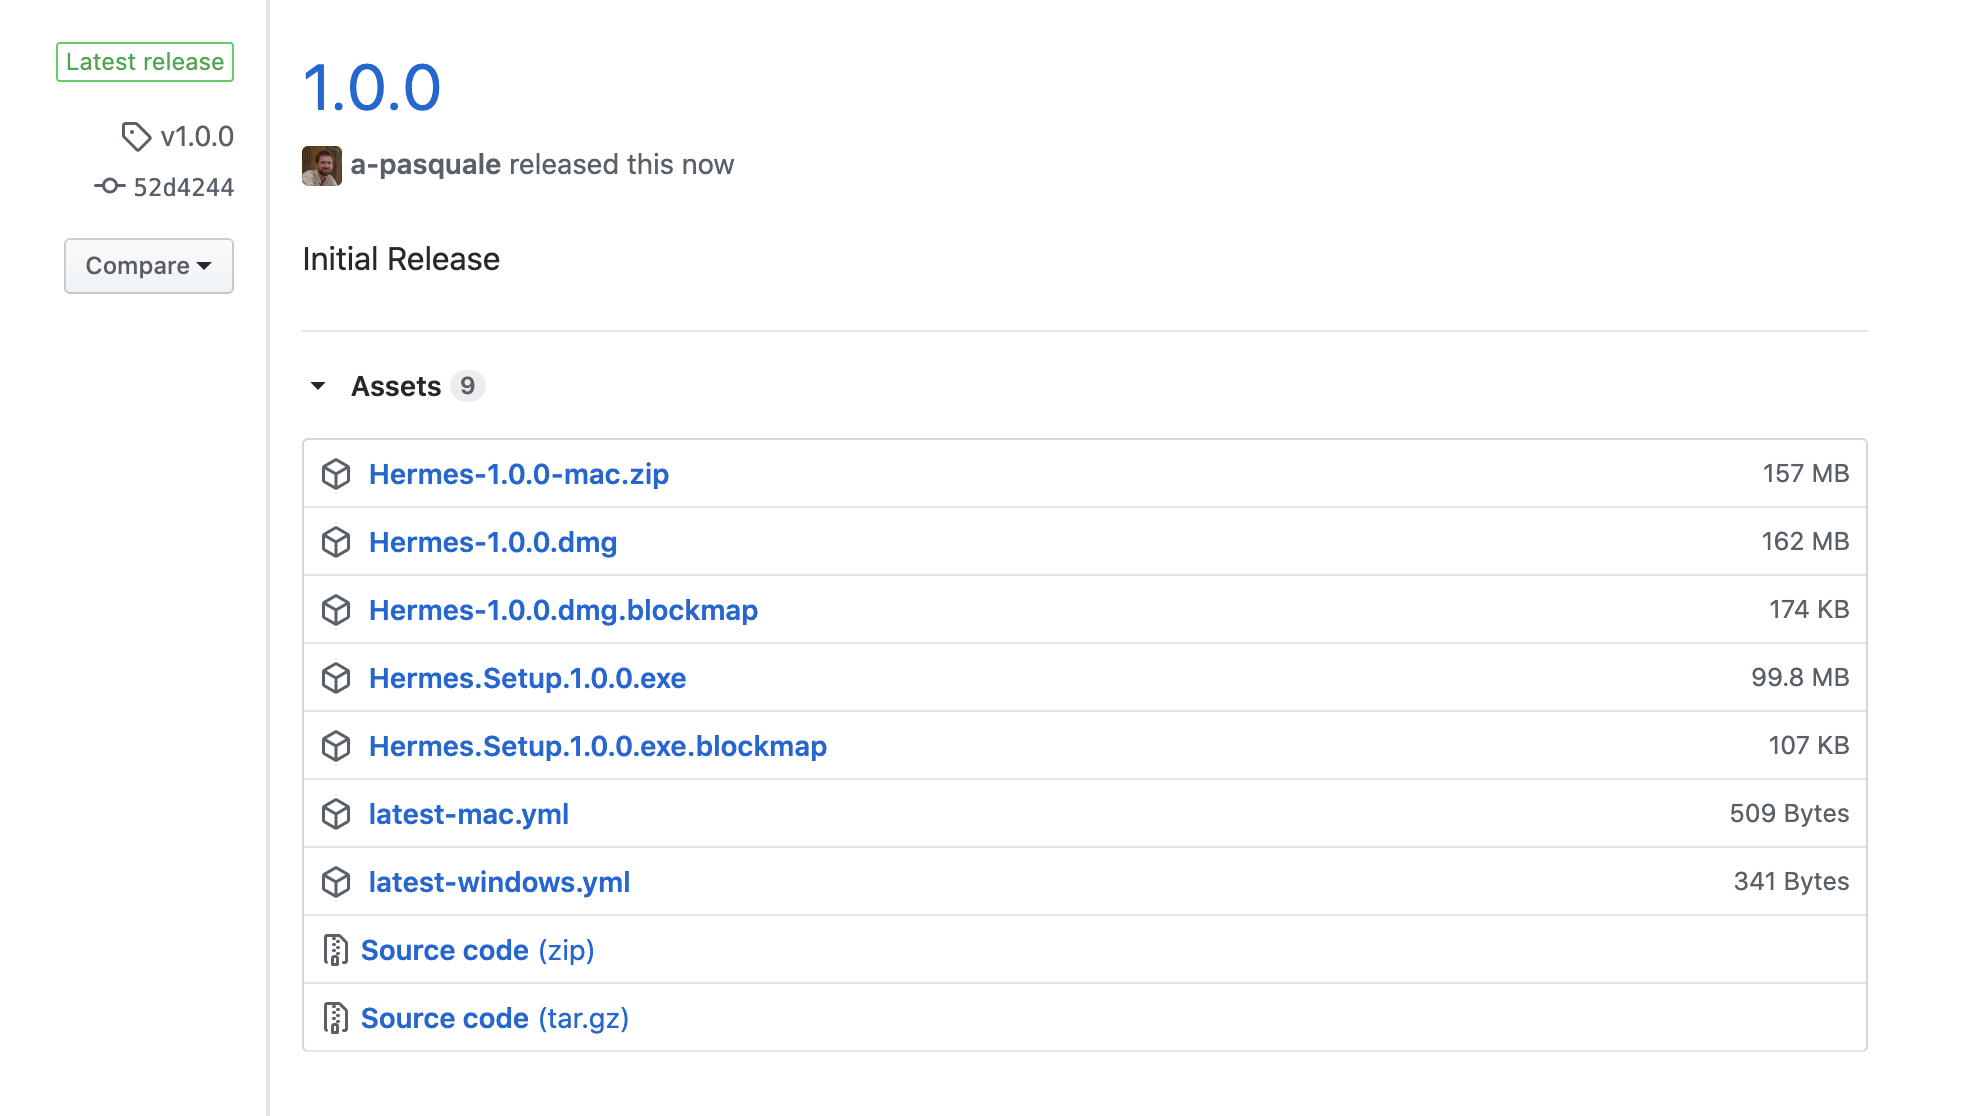 Latest release
v1.0.0
52d4244
Compare
1.0.0
a-pasquale released this now
Initial Release
Assets 9
Hermes-1.0.0-mac.zip 157 MB
Hermes-1.0.0.dmg 162 MB
Hermes-1.0.0.dmg.blockmap 174 KB
Hermes.Setup.1.0.0.exe 99.8 MB
Hermes.Setup.1.0.0.exe.blockmap 107 KB
latest-mac.yml 509 Bytes
latest-windows.yml 341 Bytes
Source code (zip)
Source code (tar.gz)